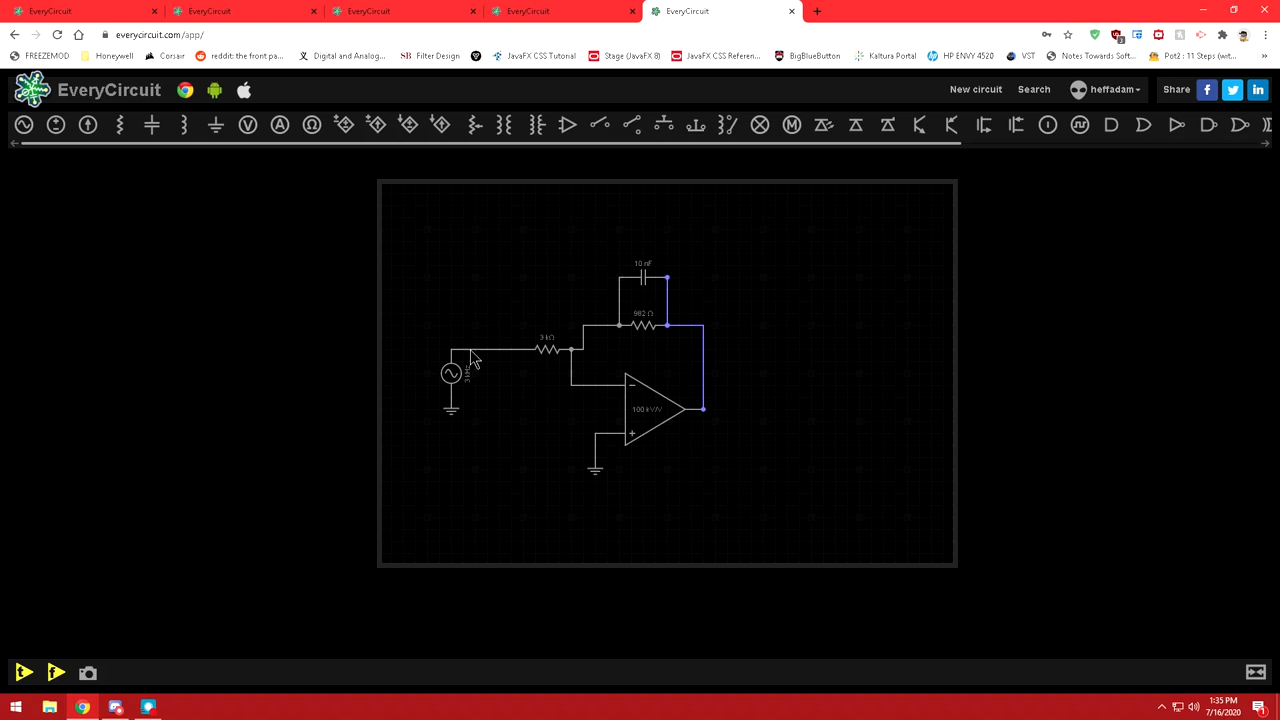 EveryCircuit
EveryCircuit
EveryCircuit
EveryCircuit
EveryCircuit
everycircuit.com/app/
FREEZEMOD
Honeywell
Corsair
reddit: the front pa...
Digital and Analog...
SB Filter Design
JavaFX CSS Tutorial
Stage (JavaFX 8)
JavaFX CSS Referen...
BigBlueButton
Kaltura Portal
HP ENVY 4520
VST
Notes Towards Soft...
Pot2 : 11 Steps (wit...
EveryCircuit
New circuit
Search
heffadam
Share
10 nF
982 Ω
3 kΩ
3 kHz
100 kV/V
t
f
1:35 PM
7/16/2020